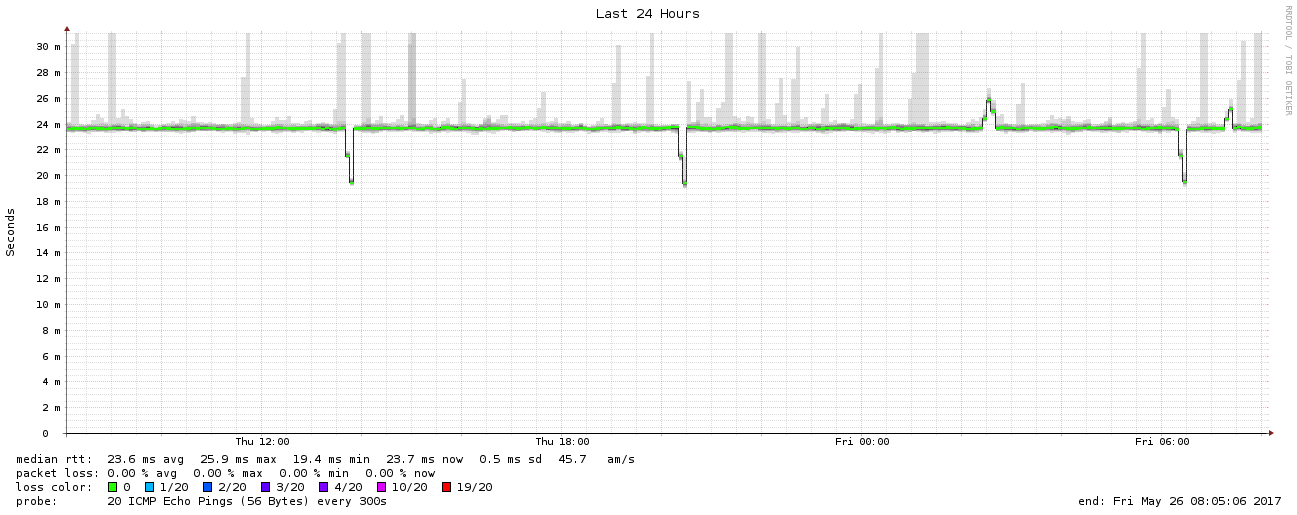 Last 24 Hours
RRDTOOL / TOBI OETIKER
Seconds
30 m
28 m
26 m
24 m
22 m
20 m
18 m
16 m
14 m
12 m
10 m
8 m
6 m
4 m
2 m
0
Thu 12:00 Thu 18:00 Fri 00:00 Fri 06:00
median rtt: 23.6 ms avg 25.9 ms max 19.4 ms min 23.7 ms now 0.5 ms sd 45.7 am/s
packet loss: 0.00 % avg 0.00 % max 0.00 % min 0.00 % now
loss color: 0 1/20 2/20 3/20 4/20 10/20 19/20
probe: 20 ICMP Echo Pings (56 Bytes) every 300s end: Fri May 26 08:05:06 2017